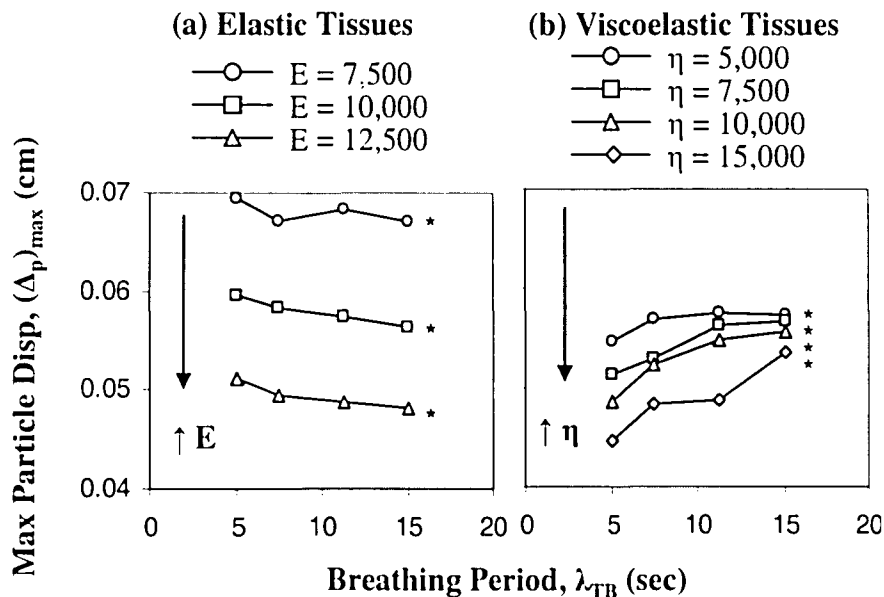 (a) Elastic Tissues
E = 7,500
E = 10,000
E = 12,500
(b) Viscoelastic Tissues
η = 5,000
η = 7,500
η = 10,000
η = 15,000
Max Particle Disp, (Δp)max (cm)
0.07
0.06
0.05
0.04
↑ E
* * *
0 5 10 15 20
↑ η
* * * *
0 5 10 15 20
Breathing Period, λTB (sec)